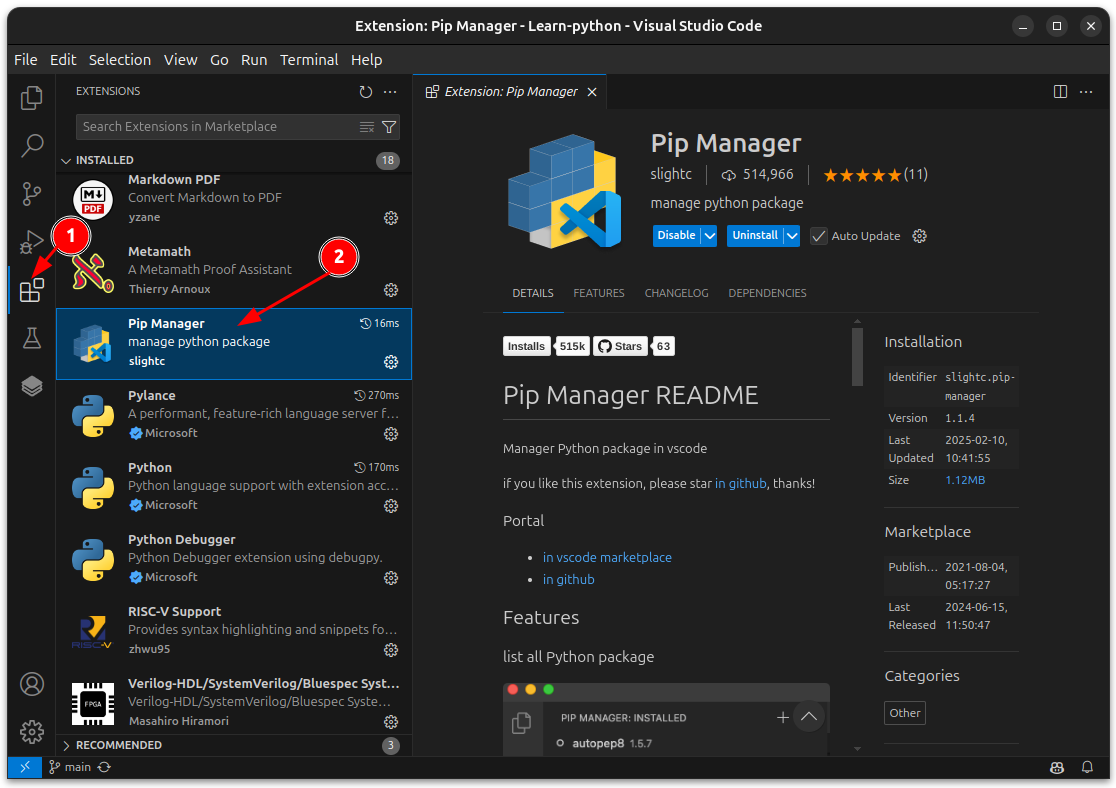 Extension: Pip Manager - Learn-python - Visual Studio Code
File Edit Selection View Go Run Terminal Help
EXTENSIONS
Search Extensions in Marketplace
INSTALLED 18
Markdown PDF
Convert Markdown to PDF
yzane
M
PDF
1
Metamath
A Metamath Proof Assistant
Thierry Arnoux
2
Pip Manager 16ms
manage python package
slightc
Pylance 270ms
A performant, feature-rich language server f...
Microsoft
Python 170ms
Python language support with extension acc...
Microsoft
Python Debugger
Python Debugger extension using debugpy.
Microsoft
RISC-V Support
Provides syntax highlighting and snippets fo...
zhwu95
RISC-V
Verilog-HDL/SystemVerilog/Bluespec Syst...
Verilog-HDL/SystemVerilog/Bluespec Syste...
Masahiro Hiramori
FPGA
RECOMMENDED 3
Extension: Pip Manager
Pip Manager
slightc 514,966 (11)
manage python package
Disable Uninstall Auto Update
DETAILS FEATURES CHANGELOG DEPENDENCIES
Installs 515k Stars 63
Pip Manager README
Manager Python package in vscode
if you like this extension, please star in github, thanks!
Portal
• in vscode marketplace
• in github
Features
list all Python package
PIP MANAGER: INSTALLED
autopep8 1.5.7
Installation
Identifier slightc.pip-
manager
Version 1.1.4
Last 2025-02-10,
Updated 10:41:55
Size 1.12MB
Marketplace
Publish... 2021-08-04,
05:17:27
Last 2024-06-15,
Released 11:50:47
Categories
Other
main